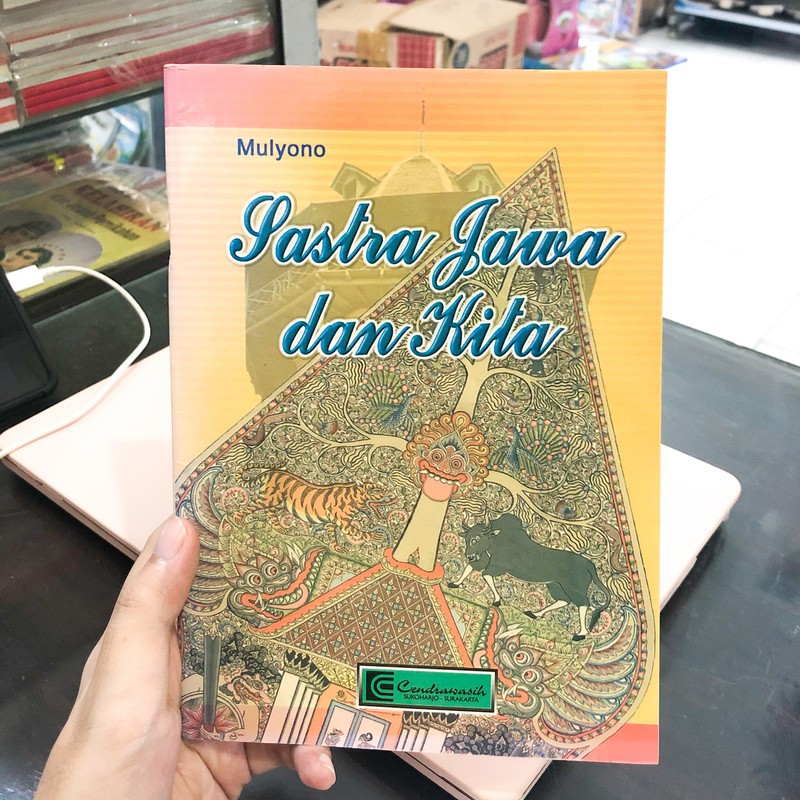 Mulyono
Sastra Jawa
dan Kita
Cendrawasih
SUKOHARJO - SURAKARTA